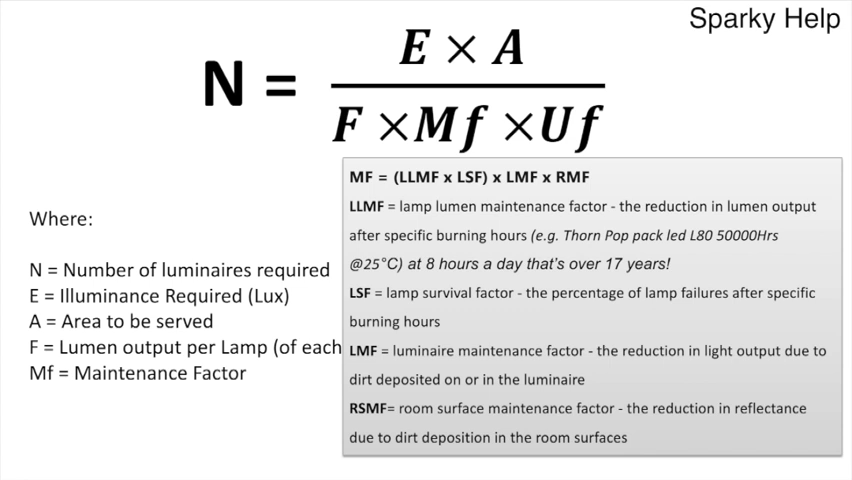 Sparky Help
N = E × A
F ×Mf ×Uf
Where:
N = Number of luminaires required
E = Illuminance Required (Lux)
A = Area to be served
F = Lumen output per Lamp (of each
Mf = Maintenance Factor
MF = (LLMF x LSF) x LMF x RMF
LLMF = lamp lumen maintenance factor - the reduction in lumen output
after specific burning hours (e.g. Thorn Pop pack led L80 50000Hrs
@25°C) at 8 hours a day that's over 17 years!
LSF = lamp survival factor - the percentage of lamp failures after specific
burning hours
LMF = luminaire maintenance factor - the reduction in light output due to
dirt deposited on or in the luminaire
RSMF= room surface maintenance factor - the reduction in reflectance
due to dirt deposition in the room surfaces